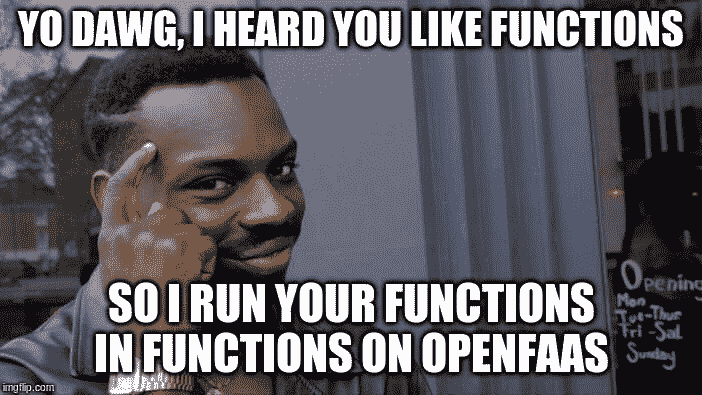 YO DAWG, I HEARD YOU LIKE FUNCTIONS
SO I RUN YOUR FUNCTIONS
IN FUNCTIONS ON OPENFAAS
Opening
Mon
Tue-Thur
Fri-Sat
Sunday
imgflip.com